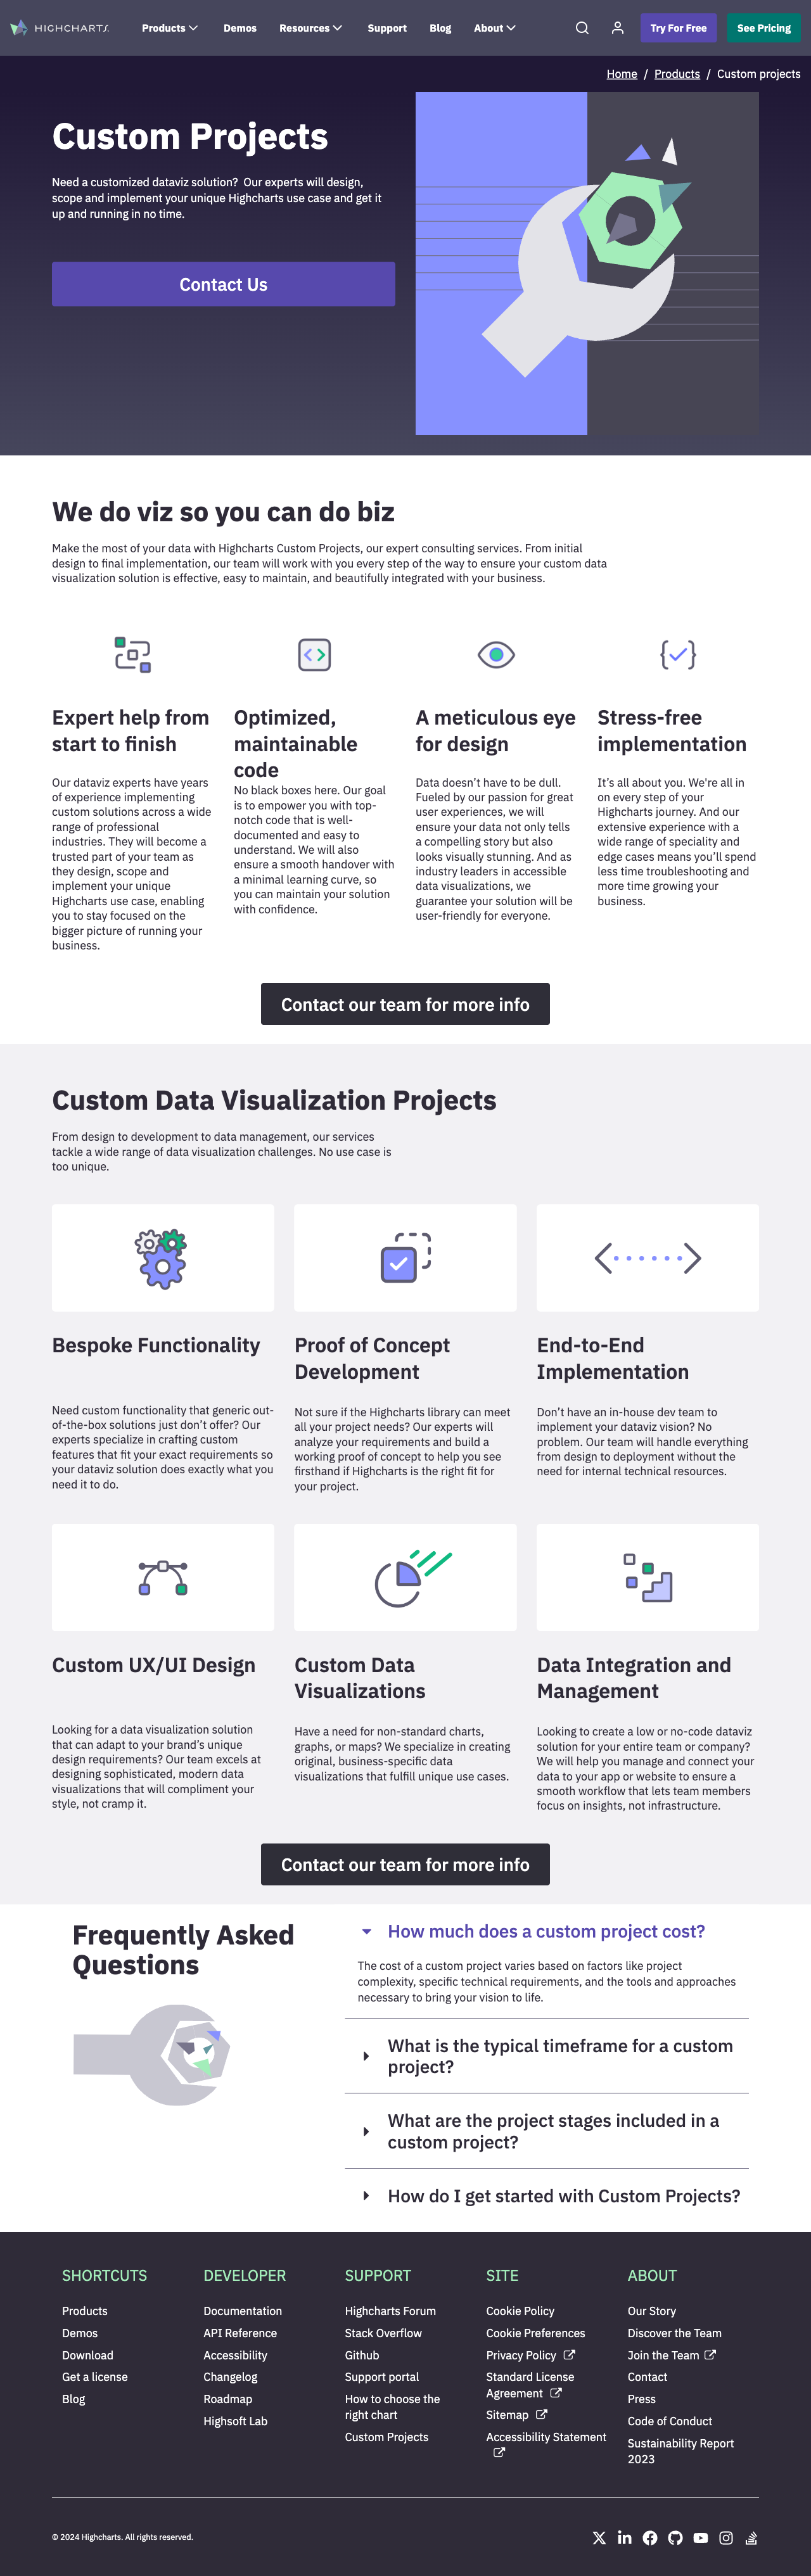 HIGHCHARTS
Products
Demos
Resources
Support
Blog
About
Try For Free
See Pricing
Home / Products / Custom projects
Custom Projects
Need a customized dataviz solution?  Our experts will design,
scope and implement your unique Highcharts use case and get it
up and running in no time.
Contact Us
We do viz so you can do biz
Make the most of your data with Highcharts Custom Projects, our expert consulting services. From initial
design to final implementation, our team will work with you every step of the way to ensure your custom data
visualization solution is effective, easy to maintain, and beautifully integrated with your business.
Expert help from
start to finish
Our dataviz experts have years
of experience implementing
custom solutions across a wide
range of professional
industries. They will become a
trusted part of your team as
they design, scope and
implement your unique
Highcharts use case, enabling
you to stay focused on the
bigger picture of running your
business.
Optimized,
maintainable
code
No black boxes here. Our goal
is to empower you with top-
notch code that is well-
documented and easy to
understand. We will also
ensure a smooth handover with
a minimal learning curve, so
you can maintain your solution
with confidence.
A meticulous eye
for design
Data doesn’t have to be dull.
Fueled by our passion for great
user experiences, we will
ensure your data not only tells
a compelling story but also
looks visually stunning. And as
industry leaders in accessible
data visualizations, we
guarantee your solution will be
user-friendly for everyone.
Stress-free
implementation
It’s all about you. We're all in
on every step of your
Highcharts journey. And our
extensive experience with a
wide range of speciality and
edge cases means you’ll spend
less time troubleshooting and
more time growing your
business.
Contact our team for more info
Custom Data Visualization Projects
From design to development to data management, our services
tackle a wide range of data visualization challenges. No use case is
too unique.
Bespoke Functionality
Need custom functionality that generic out-
of-the-box solutions just don’t offer? Our
experts specialize in crafting custom
features that fit your exact requirements so
your dataviz solution does exactly what you
need it to do.
Proof of Concept
Development
Not sure if the Highcharts library can meet
all your project needs? Our experts will
analyze your requirements and build a
working proof of concept to help you see
firsthand if Highcharts is the right fit for
your project.
End-to-End
Implementation
Don’t have an in-house dev team to
implement your dataviz vision? No
problem. Our team will handle everything
from design to deployment without the
need for internal technical resources.
Custom UX/UI Design
Looking for a data visualization solution
that can adapt to your brand’s unique
design requirements? Our team excels at
designing sophisticated, modern data
visualizations that will compliment your
style, not cramp it.
Custom Data
Visualizations
Have a need for non-standard charts,
graphs, or maps? We specialize in creating
original, business-specific data
visualizations that fulfill unique use cases.
Data Integration and
Management
Looking to create a low or no-code dataviz
solution for your entire team or company?
We will help you manage and connect your
data to your app or website to ensure a
smooth workflow that lets team members
focus on insights, not infrastructure.
Contact our team for more info
Frequently Asked
Questions
How much does a custom project cost?
The cost of a custom project varies based on factors like project
complexity, specific technical requirements, and the tools and approaches
necessary to bring your vision to life.
What is the typical timeframe for a custom
project?
What are the project stages included in a
custom project?
How do I get started with Custom Projects?
SHORTCUTS
Products
Demos
Download
Get a license
Blog
DEVELOPER
Documentation
API Reference
Accessibility
Changelog
Roadmap
Highsoft Lab
SUPPORT
Highcharts Forum
Stack Overflow
Github
Support portal
How to choose the
right chart
Custom Projects
SITE
Cookie Policy
Cookie Preferences
Privacy Policy
Standard License
Agreement
Sitemap
Accessibility Statement
ABOUT
Our Story
Discover the Team
Join the Team
Contact
Press
Code of Conduct
Sustainability Report
2023
© 2024 Highcharts. All rights reserved.